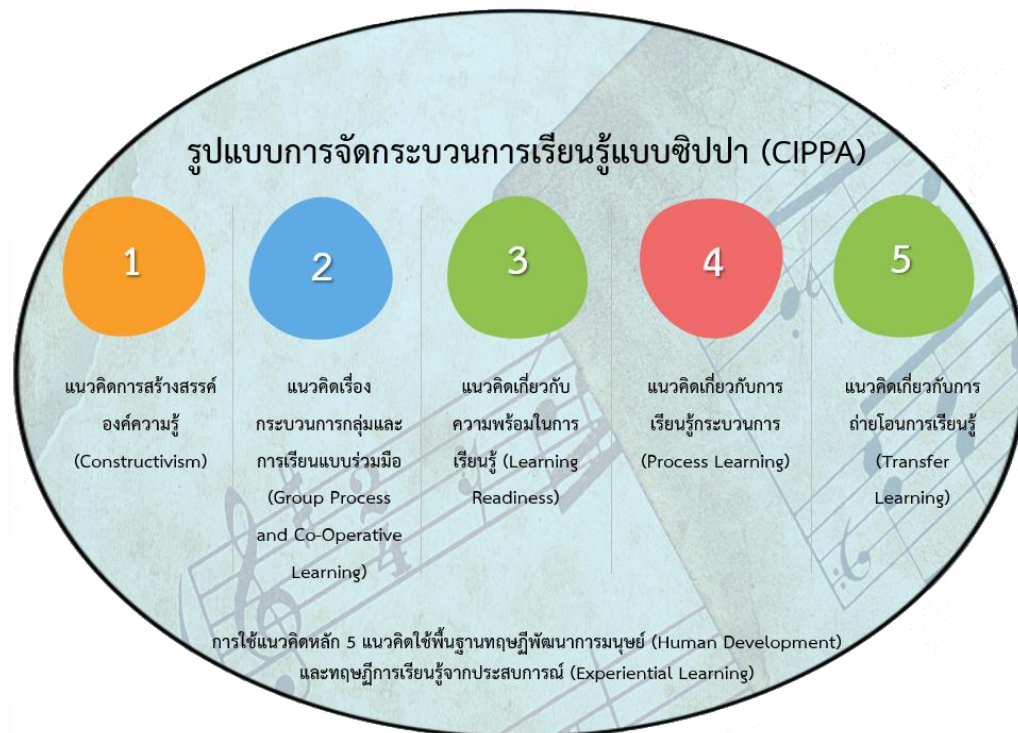 รูปแบบการจัดกระบวนการเรียนรู้แบบซิปปา (CIPPA)
1
แนวคิดการสร้างสรรค์
องค์ความรู้
(Constructivism)
2
แนวคิดเรื่อง
กระบวนการกลุ่มและ
การเรียนแบบร่วมมือ
(Group Process
and Co-Operative
Learning)
3
แนวคิดเกี่ยวกับ
ความพร้อมในการ
เรียนรู้ (Learning
Readiness)
4
แนวคิดเกี่ยวกับการ
เรียนรู้กระบวนการ
(Process Learning)
5
แนวคิดเกี่ยวกับการ
ถ่ายโอนการเรียนรู้
(Transfer
Learning)
การใช้แนวคิดหลัก 5 แนวคิดใช้พื้นฐานทฤษฎีพัฒนาการมนุษย์ (Human Development)
และทฤษฎีการเรียนรู้จากประสบการณ์ (Experiential Learning)